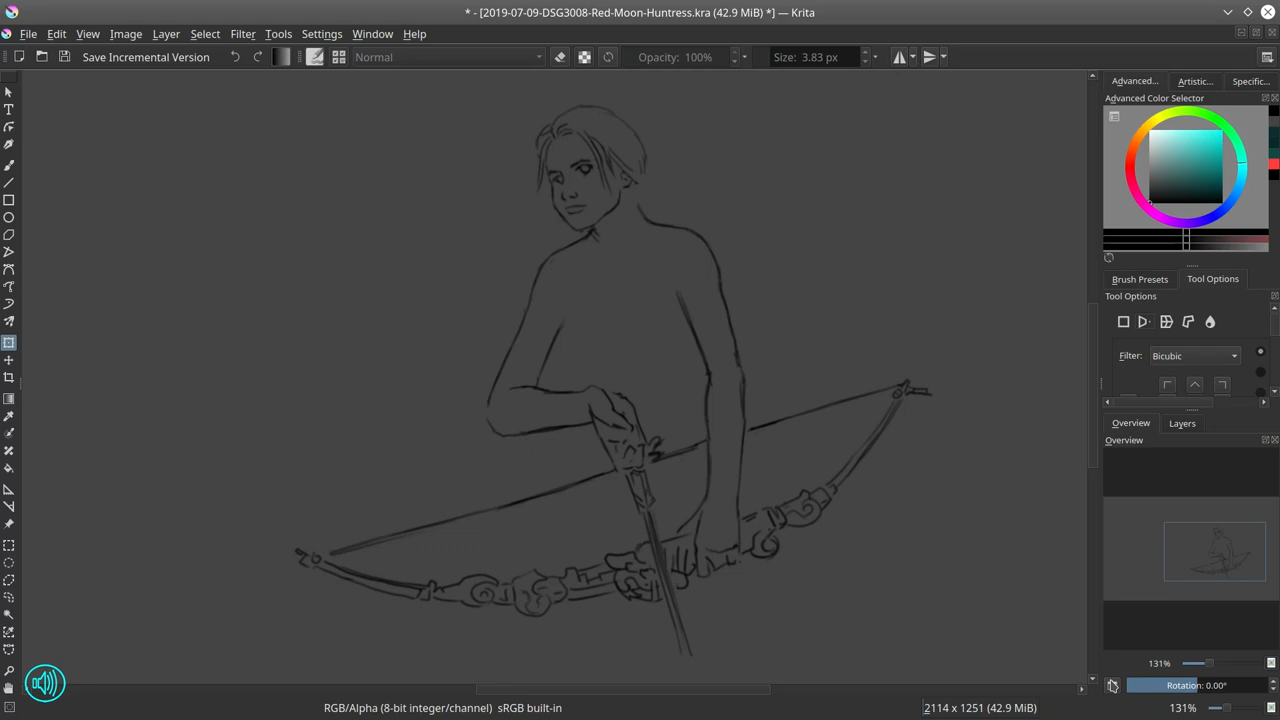 * - [2019-07-09-DSG3008-Red-Moon-Huntress.kra (42.9 MiB) *] — Krita
File Edit View Image Layer Select Filter Tools Settings Window Help
Save Incremental Version Normal Opacity: 100% Size: 3.83 px
Advanced... Artistic... Specific...
Advanced Color Selector
Brush Presets Tool Options
Tool Options
Filter: Bicubic
Overview Layers
Overview
131%
Rotation: 0.00°
RGB/Alpha (8-bit integer/channel) sRGB built-in 2114 x 1251 (42.9 MiB) 131%